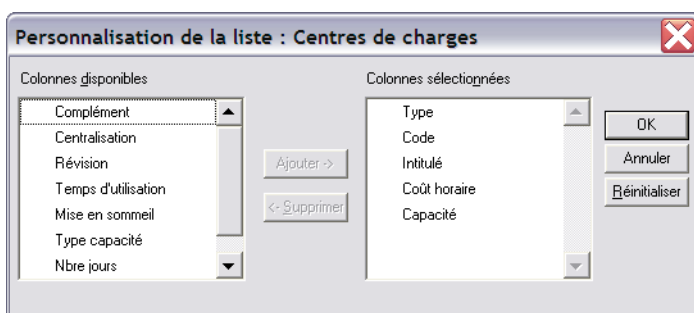 Personnalisation de la liste : Centres de charges
Colonnes disponibles
Complément
Centralisation
Révision
Temps d'utilisation
Mise en sommeil
Type capacité
Nbre jours
Ajouter ->
<- Supprimer
Colonnes sélectionnées
Type
Code
Intitulé
Coût horaire
Capacité
OK
Annuler
Réinitialiser